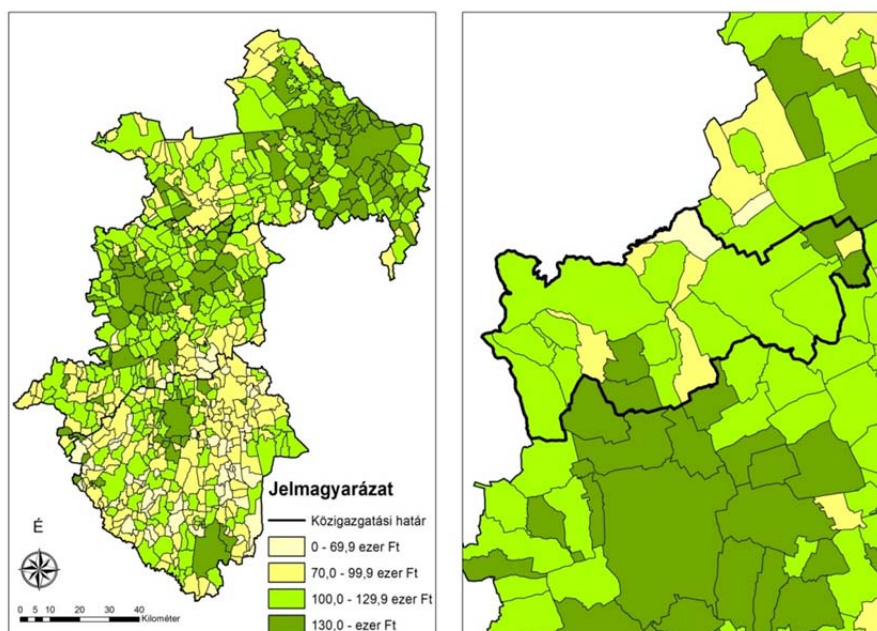 Jelmagyarázat
Közigazgatási határ
0 - 69,9 ezer Ft
70,0 - 99,9 ezer Ft
100,0 - 129,9 ezer Ft
130,0 - ezer Ft
É
0 5 10 20 30 40
Kilométer